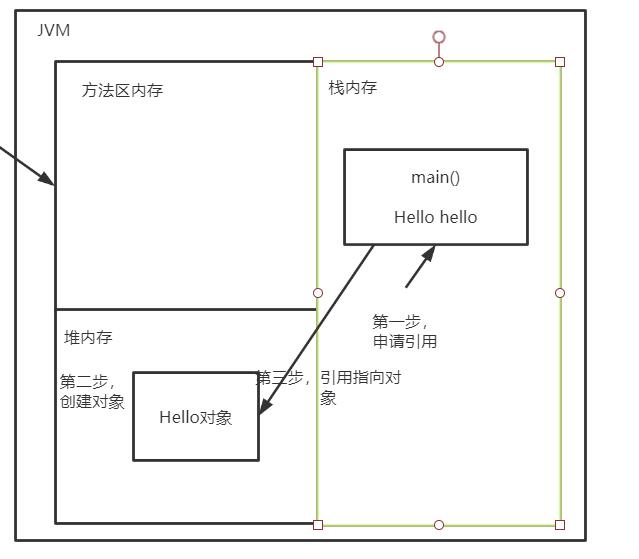 JVM
方法区内存
栈内存
main()
Hello hello
第一步，
申请引用
堆内存
第二步，
创建对象
Hello对象
第三步，引用指向对
象